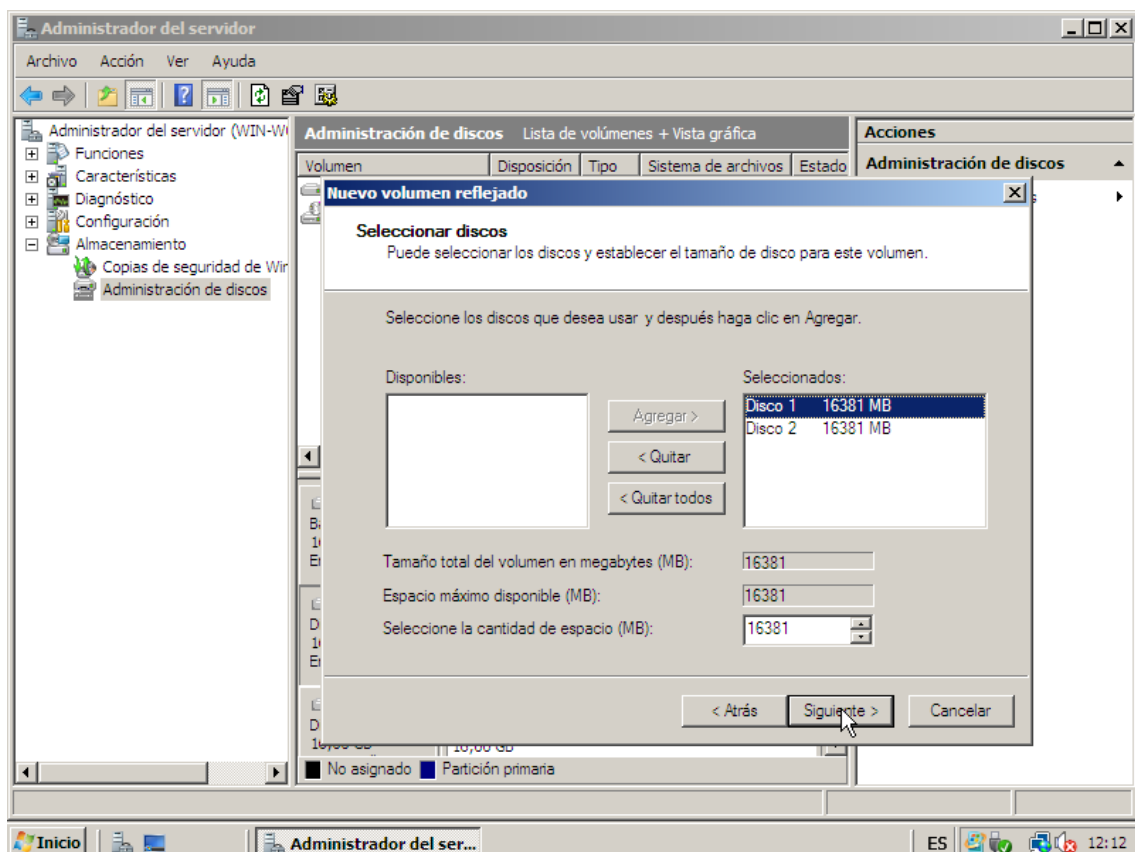 Administrador del servidor
Archivo Acción Ver Ayuda
Administrador del servidor (WIN-W
Funciones
Características
Diagnóstico
Configuración
Almacenamiento
Copias de seguridad de Wir
Administración de discos
Administración de discos Lista de volúmenes + Vista gráfica
Volumen Disposición Tipo Sistema de archivos Estado
Acciones
Administración de discos
Nuevo volumen reflejado
Seleccionar discos
Puede seleccionar los discos y establecer el tamaño de disco para este volumen.
Seleccione los discos que desea usar y después haga clic en Agregar.
Disponibles:
Seleccionados:
Agregar >
< Quitar
< Quitar todos
Disco 1 16381 MB
Disco 2 16381 MB
Tamaño total del volumen en megabytes (MB): 16381
Espacio máximo disponible (MB): 16381
Seleccione la cantidad de espacio (MB): 16381
< Atrás Siguiente > Cancelar
No asignado Partición primaria
Inicio Administrador del ser... ES 12:12